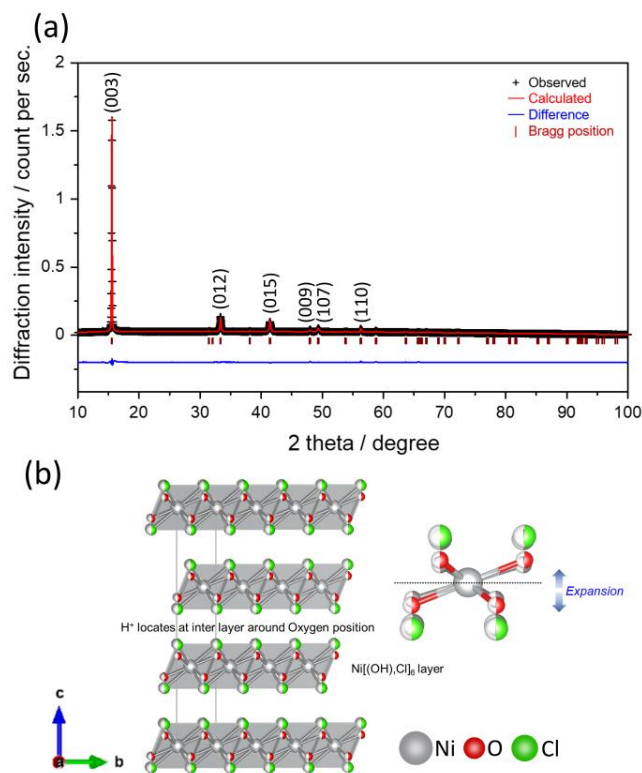 (a)
Diffraction intensity / count per sec.
2
1.5
1
0.5
0
(003)
(012)
(015)
(009)
(107)
(110)
Observed
Calculated
Difference
Bragg position
10 20 30 40 50 60 70 80 90 100
2 theta / degree
(b)
H⁺ locates at inter layer around Oxygen position
Ni[(OH),Cl]₆ layer
Expansion
c
a
b
Ni O Cl